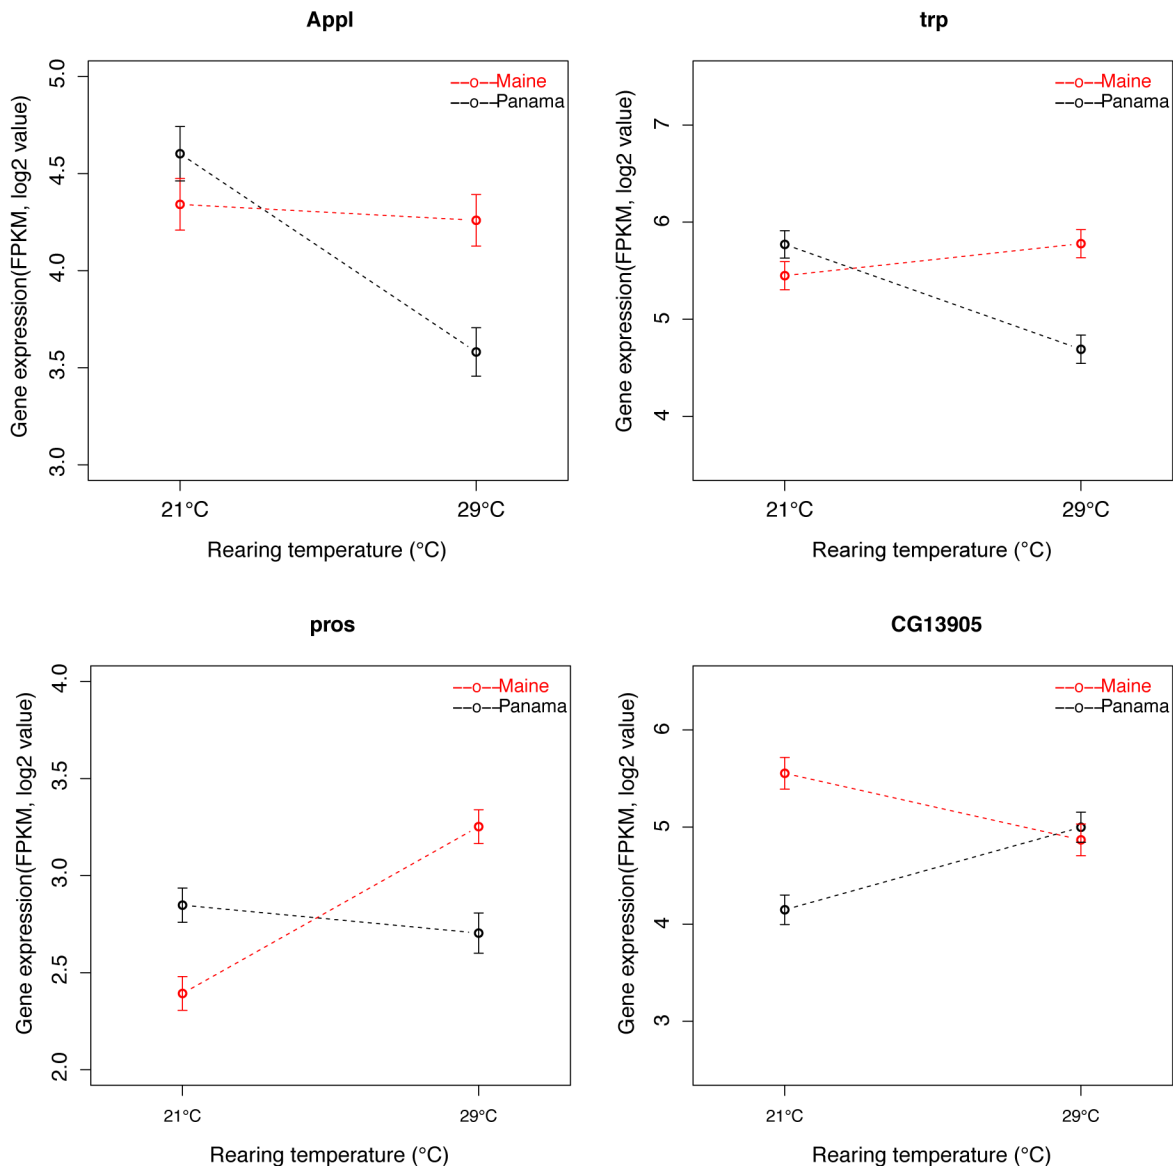 Appl
Gene expression(FPKM, log2 value)
5.0
4.5
4.0
3.5
3.0
Maine
Panama
21°C
29°C
Rearing temperature (°C)
trp
Gene expression(FPKM, log2 value)
7
6
5
4
Maine
Panama
21°C
29°C
Rearing temperature (°C)
pros
Gene expression(FPKM, log2 value)
4.0
3.5
3.0
2.5
2.0
Maine
Panama
21°C
29°C
Rearing temperature (°C)
CG13905
Gene expression(FPKM, log2 value)
6
5
4
3
Maine
Panama
21°C
29°C
Rearing temperature (°C)